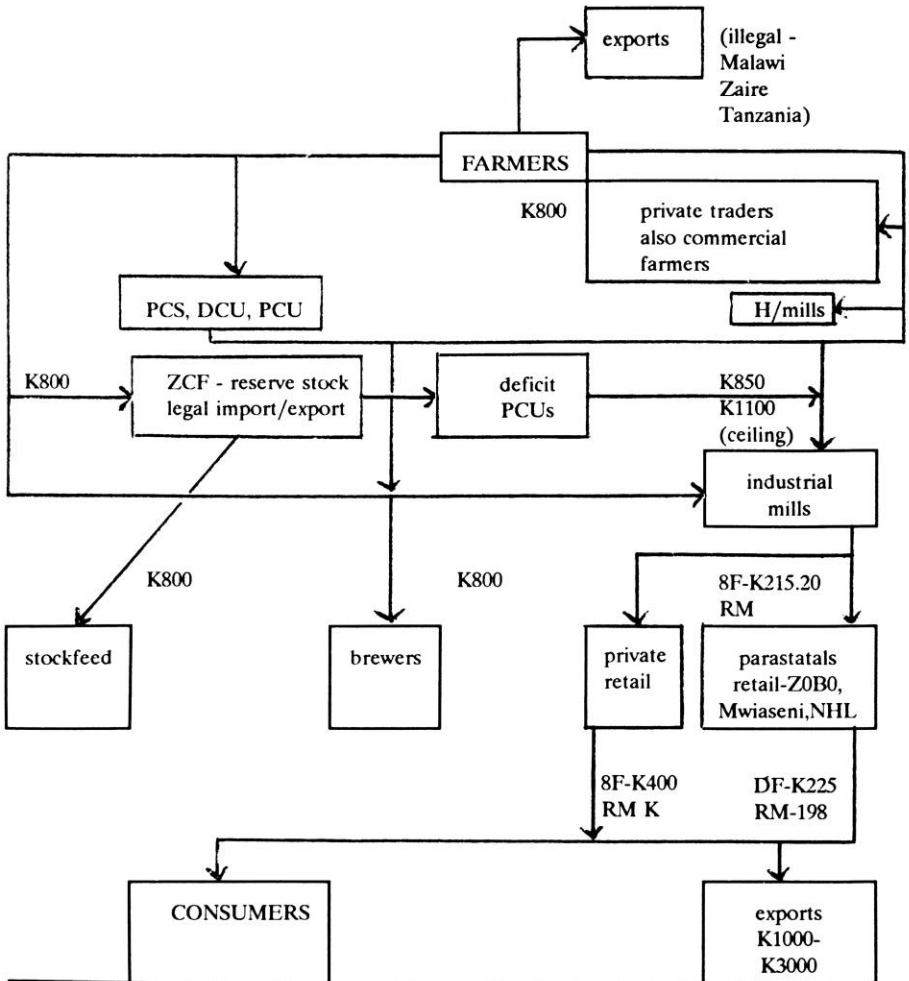 exports
(illegal -
Malawi
Zaire
Tanzania)
FARMERS
K800
private traders
also commercial
farmers
PCS, DCU, PCU
H/mills
K800
ZCF - reserve stock
legal import/export
deficit
PCUs
K850
K1100
(ceiling)
industrial
mills
K800
K800
8F-K215.20
RM
stockfeed
brewers
private
retail
parastatals
retail-Z0B0,
Mwiaseni,NHL
8F-K400
RM K
DF-K225
RM-198
CONSUMERS
exports
K1000-
K3000